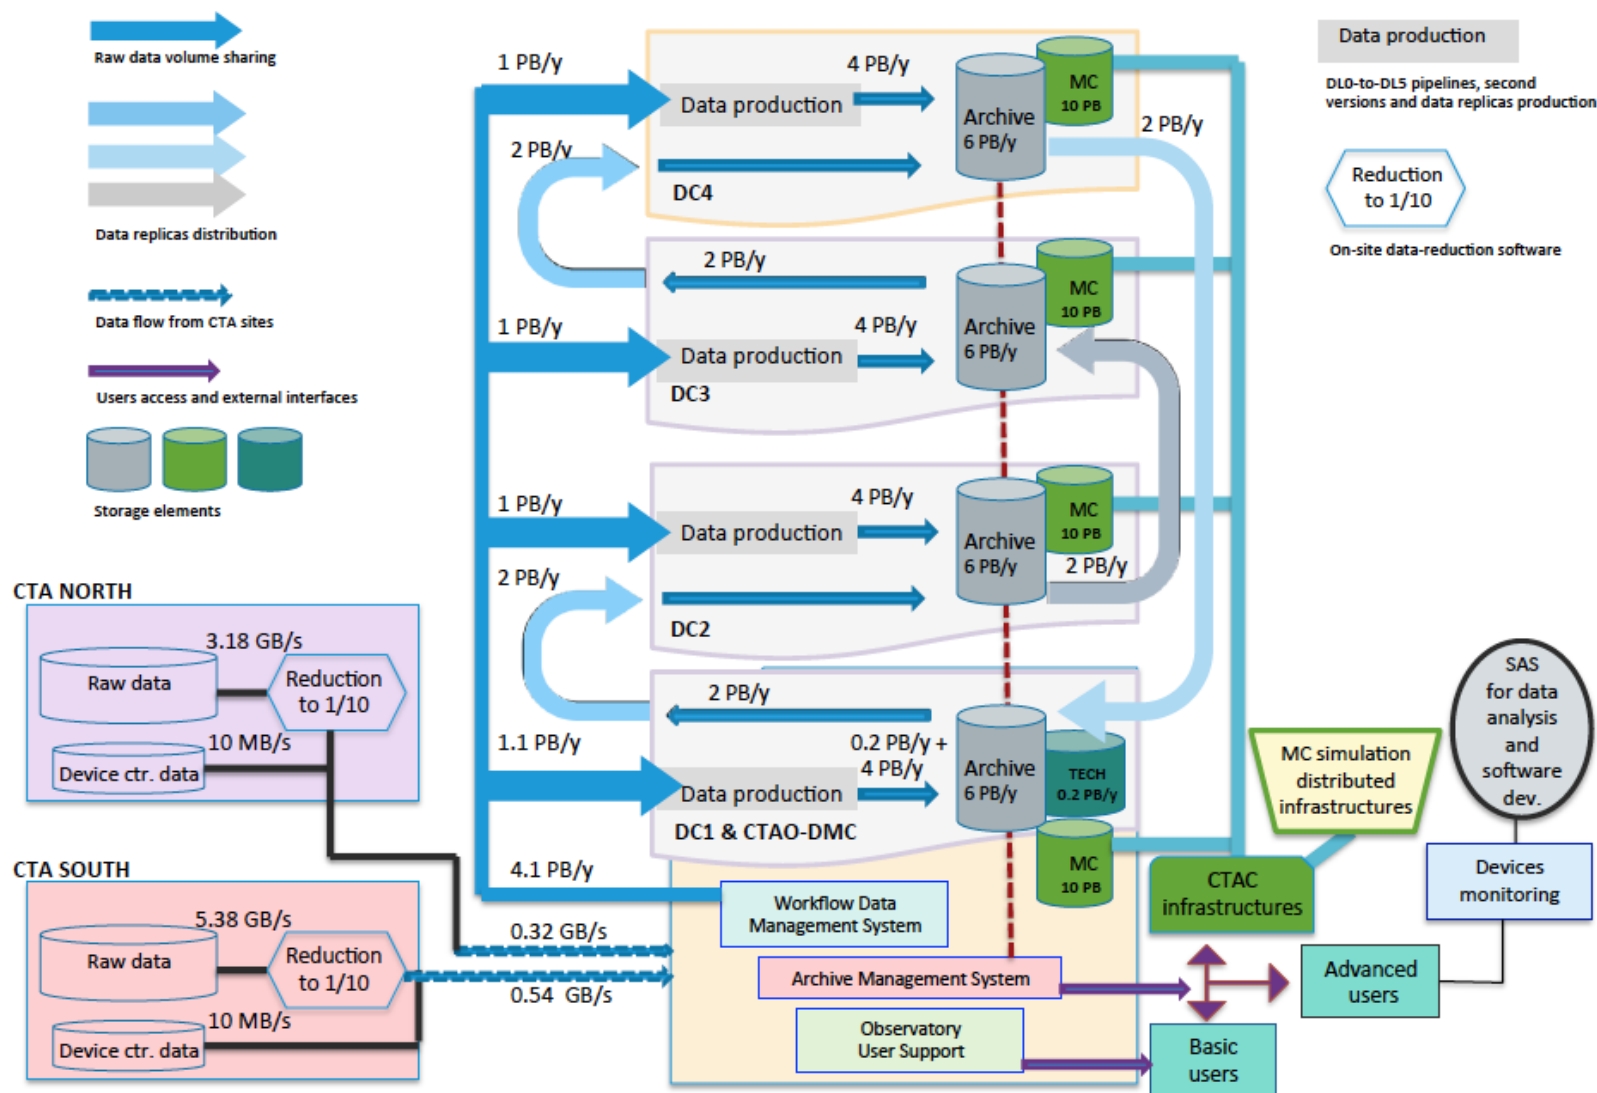 Raw data volume sharing
Data replicas distribution
Data flow from CTA sites
Users access and external interfaces
Storage elements
Data production
DL0-to-DL5 pipelines, second
versions and data replicas production
Reduction
to 1/10
On-site data-reduction software
1 PB/y
Data production
4 PB/y
Archive
6 PB/y
MC
10 PB
2 PB/y
2 PB/y
DC4
2 PB/y
1 PB/y
Data production
4 PB/y
Archive
6 PB/y
MC
10 PB
DC3
1 PB/y
Data production
4 PB/y
Archive
6 PB/y
MC
10 PB
2 PB/y
2 PB/y
DC2
2 PB/y
1.1 PB/y
Data production
0.2 PB/y +
4 PB/y
Archive
6 PB/y
TECH
0.2 PB/y
DC1 & CTAO-DMC
MC
10 PB
4.1 PB/y
Workflow Data
Management System
Archive Management System
Observatory
User Support
CTA NORTH
3.18 GB/s
Raw data
Reduction
to 1/10
10 MB/s
Device ctr. data
0.32 GB/s
CTA SOUTH
5.38 GB/s
Raw data
Reduction
to 1/10
0.54 GB/s
10 MB/s
Device ctr. data
MC simulation
distributed
infrastructures
CTAC
infrastructures
SAS
for data
analysis
and
software
dev.
Devices
monitoring
Advanced
users
Basic
users